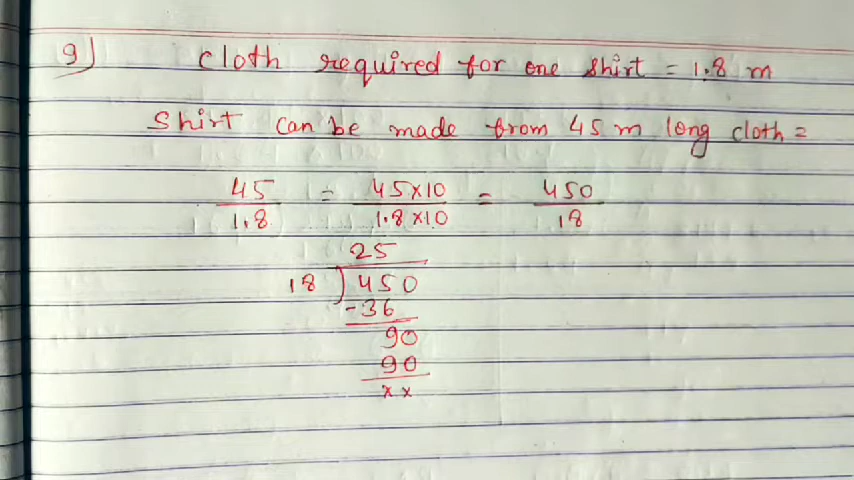 9) cloth required for one shirt = 1.8 m
Shirt can be made from 45 m long cloth =
45/1.8 = 45×10/1.8×10 = 450/18
25
18 ) 450
-36
90
90
××